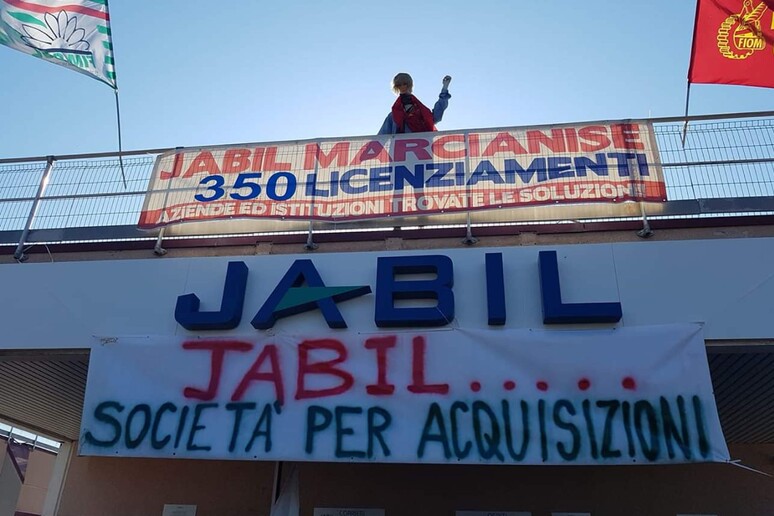 FIOM
JABIL MARCIANISE
350 LICENZIAMENTI
AZIENDE ED ISTITUZIONI TROVATE LE SOLUZIONI
JABIL
JABIL.....
SOCIETA' PER ACQUISIZIONI